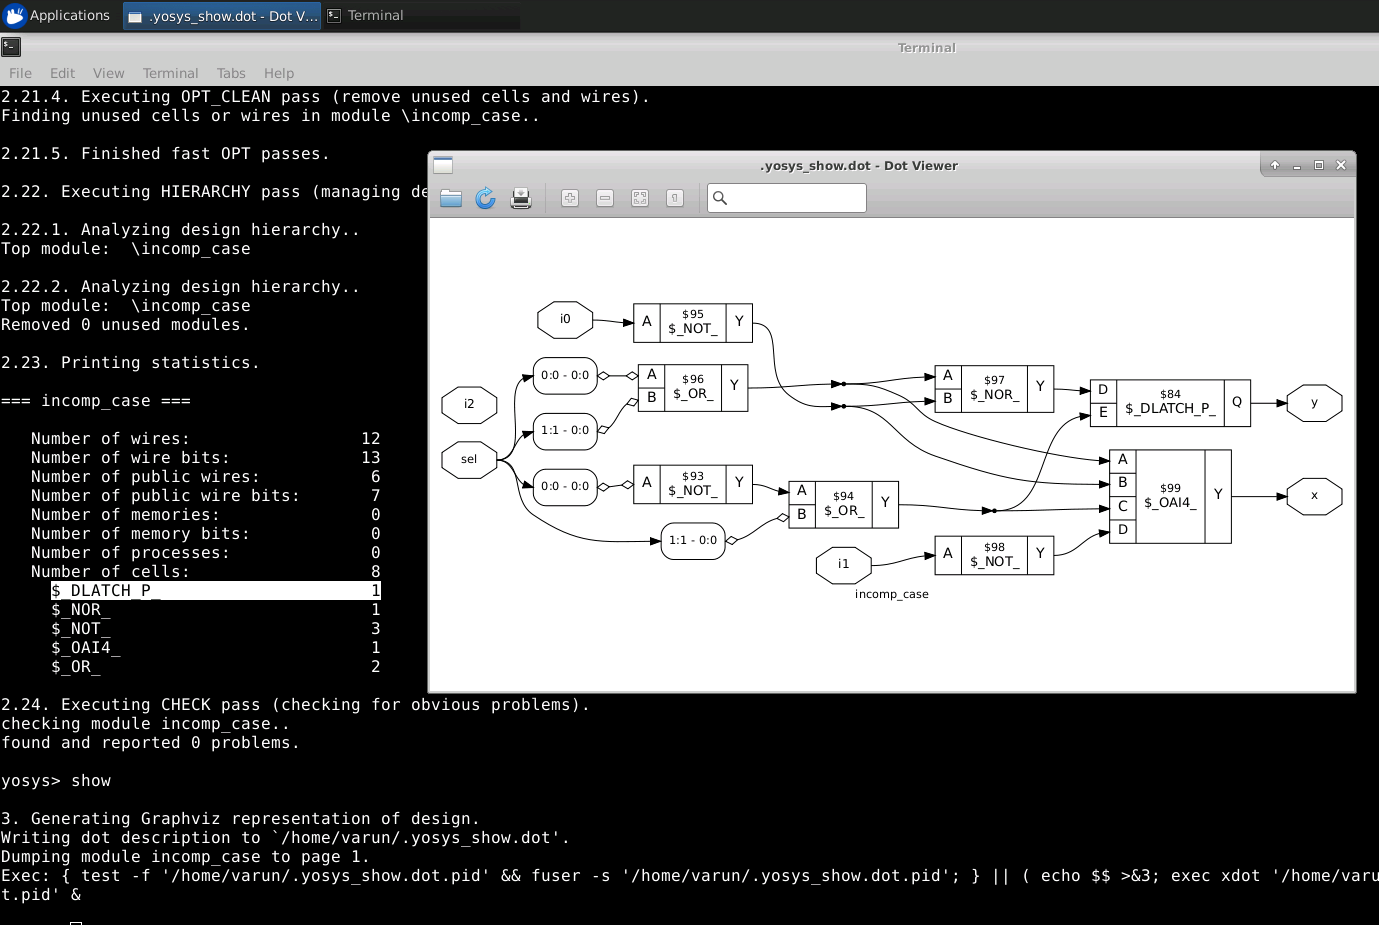 Applications
.yosys_show.dot - Dot V...
Terminal
Terminal
File Edit View Terminal Tabs Help
2.21.4. Executing OPT_CLEAN pass (remove unused cells and wires).
Finding unused cells or wires in module \incomp_case..
2.21.5. Finished fast OPT passes.
2.22. Executing HIERARCHY pass (managing de
2.22.1. Analyzing design hierarchy..
Top module:  \incomp_case
2.22.2. Analyzing design hierarchy..
Top module:  \incomp_case
Removed 0 unused modules.
2.23. Printing statistics.
=== incomp_case ===
Number of wires: 12
Number of wire bits: 13
Number of public wires: 6
Number of public wire bits: 7
Number of memories: 0
Number of memory bits: 0
Number of processes: 0
Number of cells: 8
$_DLATCH_P_ 1
$_NOR_ 1
$_NOT_ 3
$_OAI4_ 1
$_OR_ 2
2.24. Executing CHECK pass (checking for obvious problems).
checking module incomp_case..
found and reported 0 problems.
yosys> show
3. Generating Graphviz representation of design.
Writing dot description to `/home/varun/.yosys_show.dot'.
Dumping module incomp_case to page 1.
Exec: { test -f '/home/varun/.yosys_show.dot.pid' && fuser -s '/home/varun/.yosys_show.dot.pid'; } || ( echo $$ >&3; exec xdot '/home/varu
t.pid' &
.yosys_show.dot - Dot Viewer
i0
A $95 Y
$_NOT_
0:0 - 0:0
A $96 Y
B $_OR_
i2
1:1 - 0:0
sel
0:0 - 0:0
A $93 Y
$_NOT_
1:1 - 0:0
A $94 Y
B $_OR_
i1
A $97 Y
B $_NOR_
A $98 Y
$_NOT_
D $84 Q
E $_DLATCH_P_
A
B $99 Y
C $_OAI4_
D
y
x
incomp_case